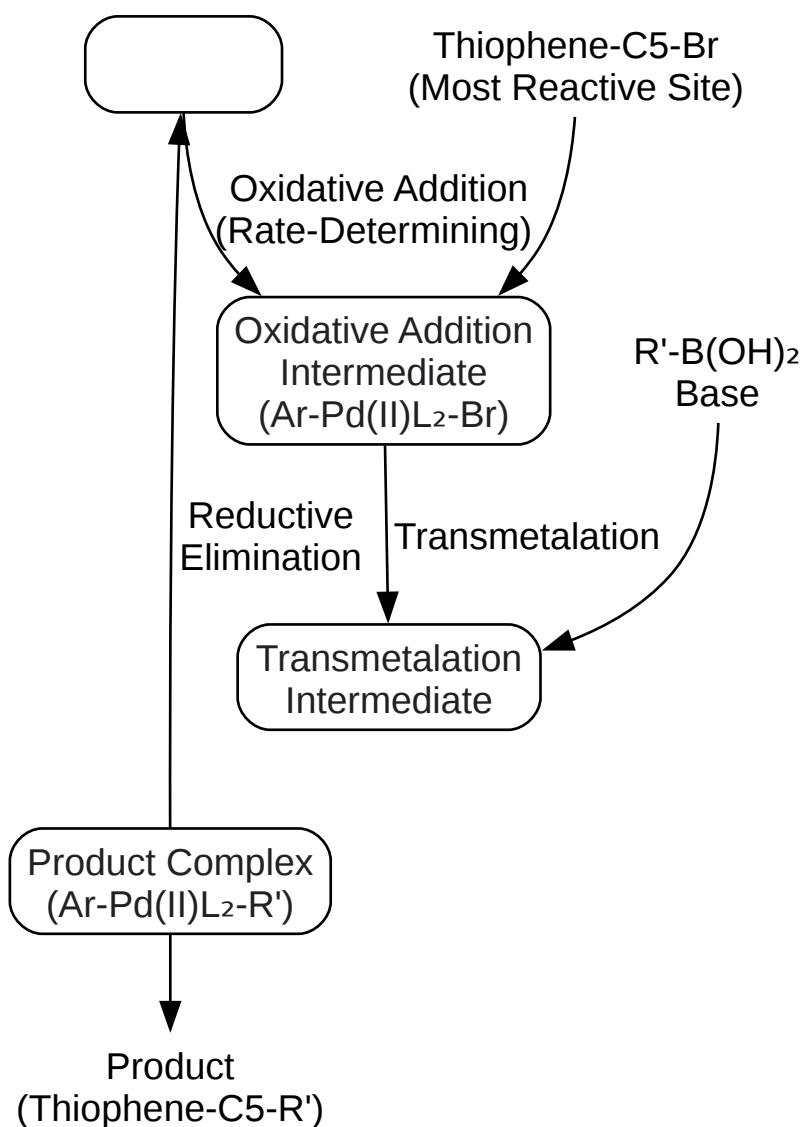 Thiophene-C5-Br
(Most Reactive Site)
Oxidative Addition
(Rate-Determining)
Oxidative Addition
Intermediate
(Ar-Pd(II)L₂-Br)
R'-B(OH)₂
Base
Reductive
Elimination
Transmetalation
Transmetalation
Intermediate
Product Complex
(Ar-Pd(II)L₂-R')
Product
(Thiophene-C5-R')